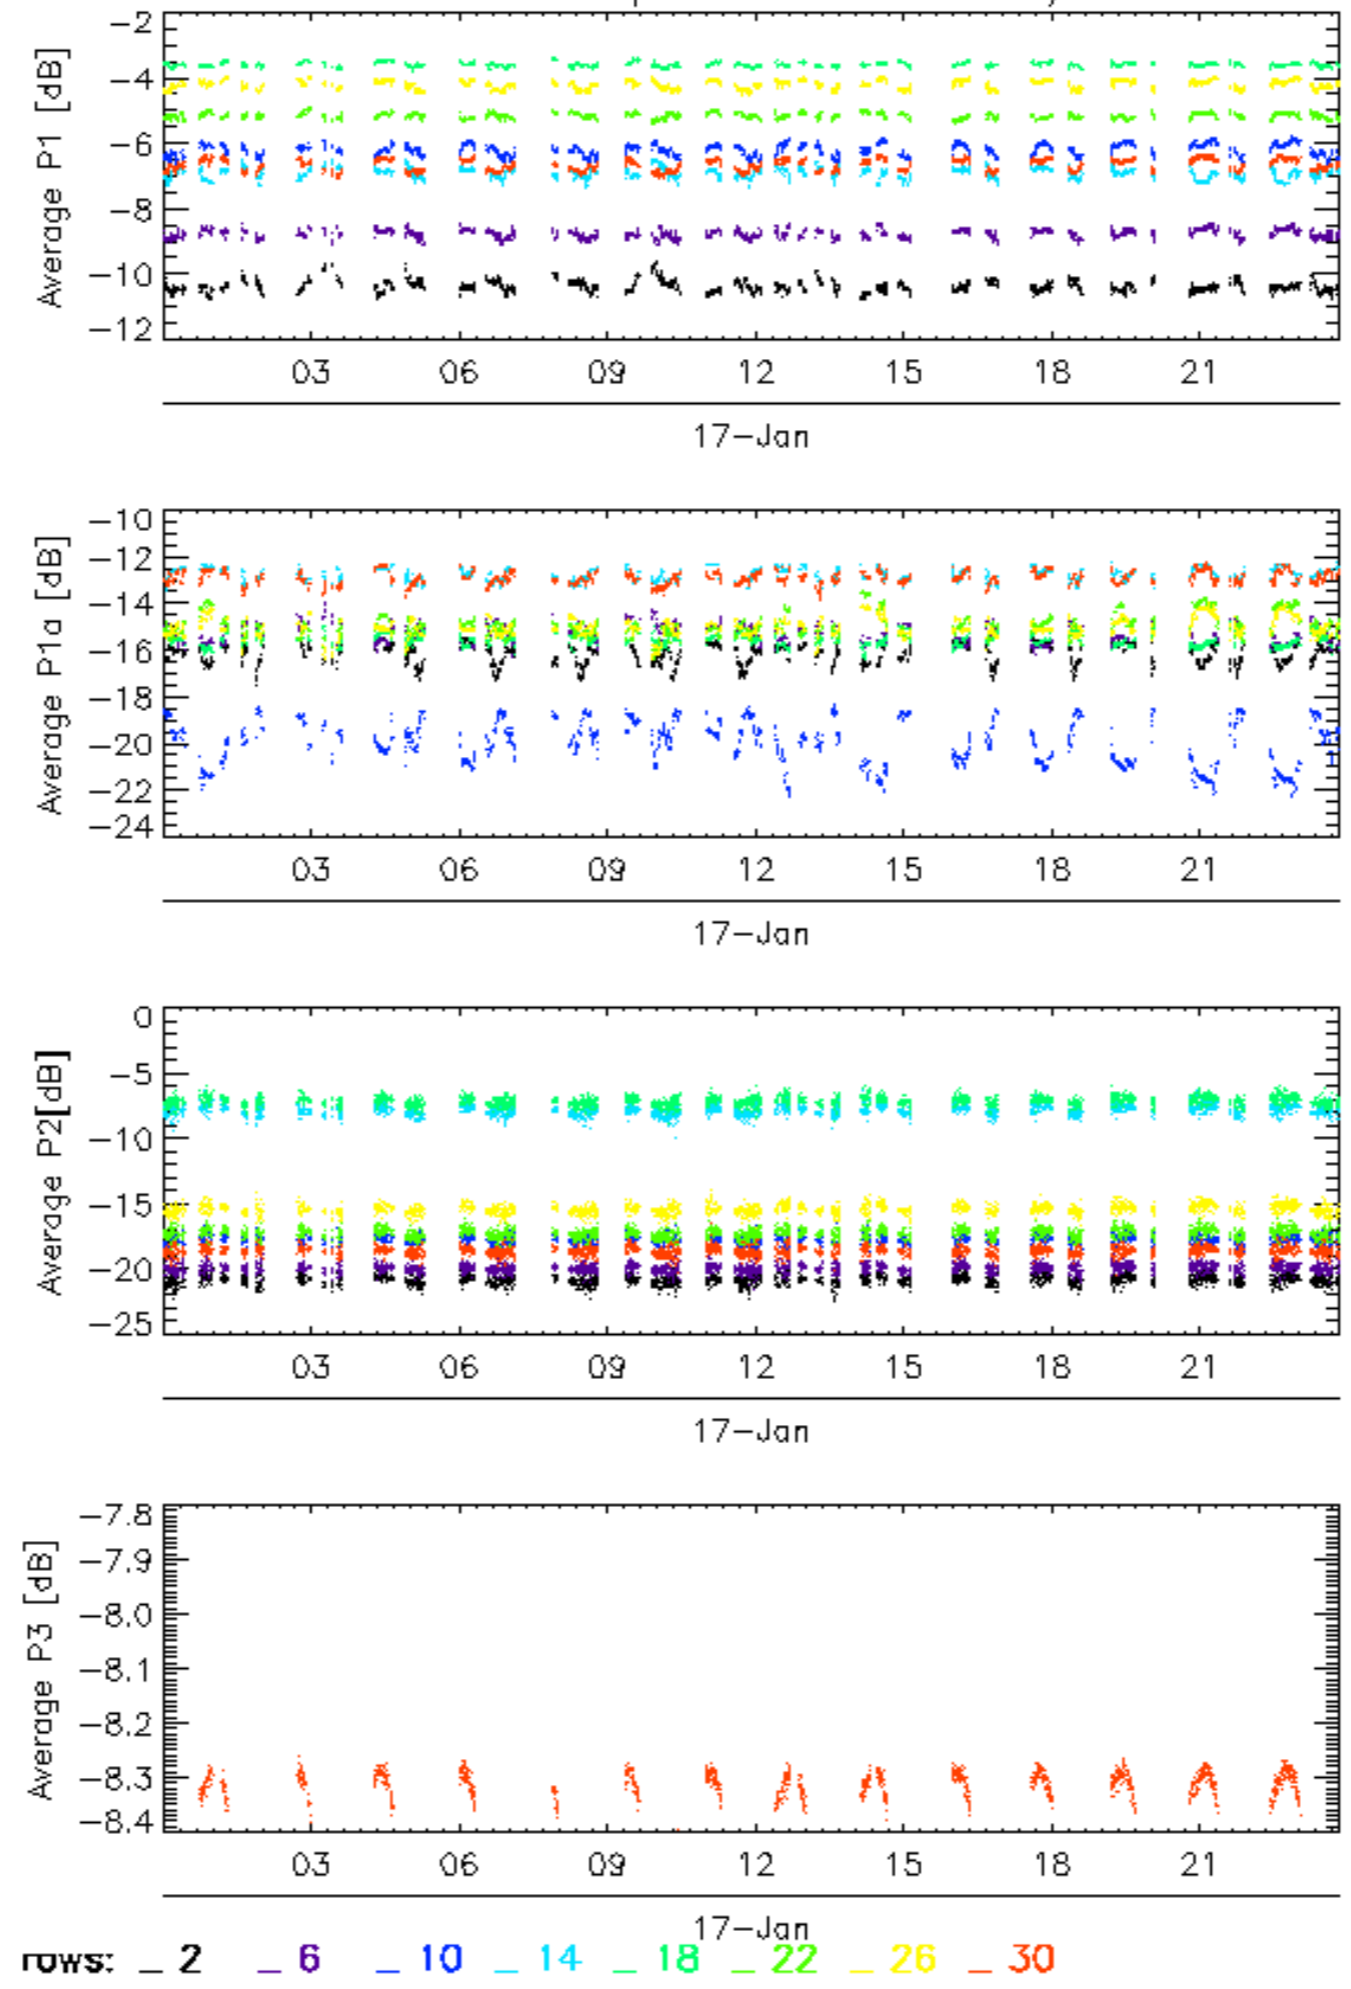 Average P1 [dB]
-2
-4
-6
-8
-10
-12
03 06 09 12 15 18 21
17-Jan
Average P1a [dB]
-10
-12
-14
-16
-18
-20
-22
-24
03 06 09 12 15 18 21
17-Jan
Average P2[dB]
0
-5
-10
-15
-20
-25
03 06 09 12 15 18 21
17-Jan
Average P3 [dB]
-7.8
-7.9
-8.0
-8.1
-8.2
-8.3
-8.4
03 06 09 12 15 18 21
17-Jan
rows: _ 2 _ 6 _ 10 _ 14 _ 18 _ 22 _ 26 _ 30